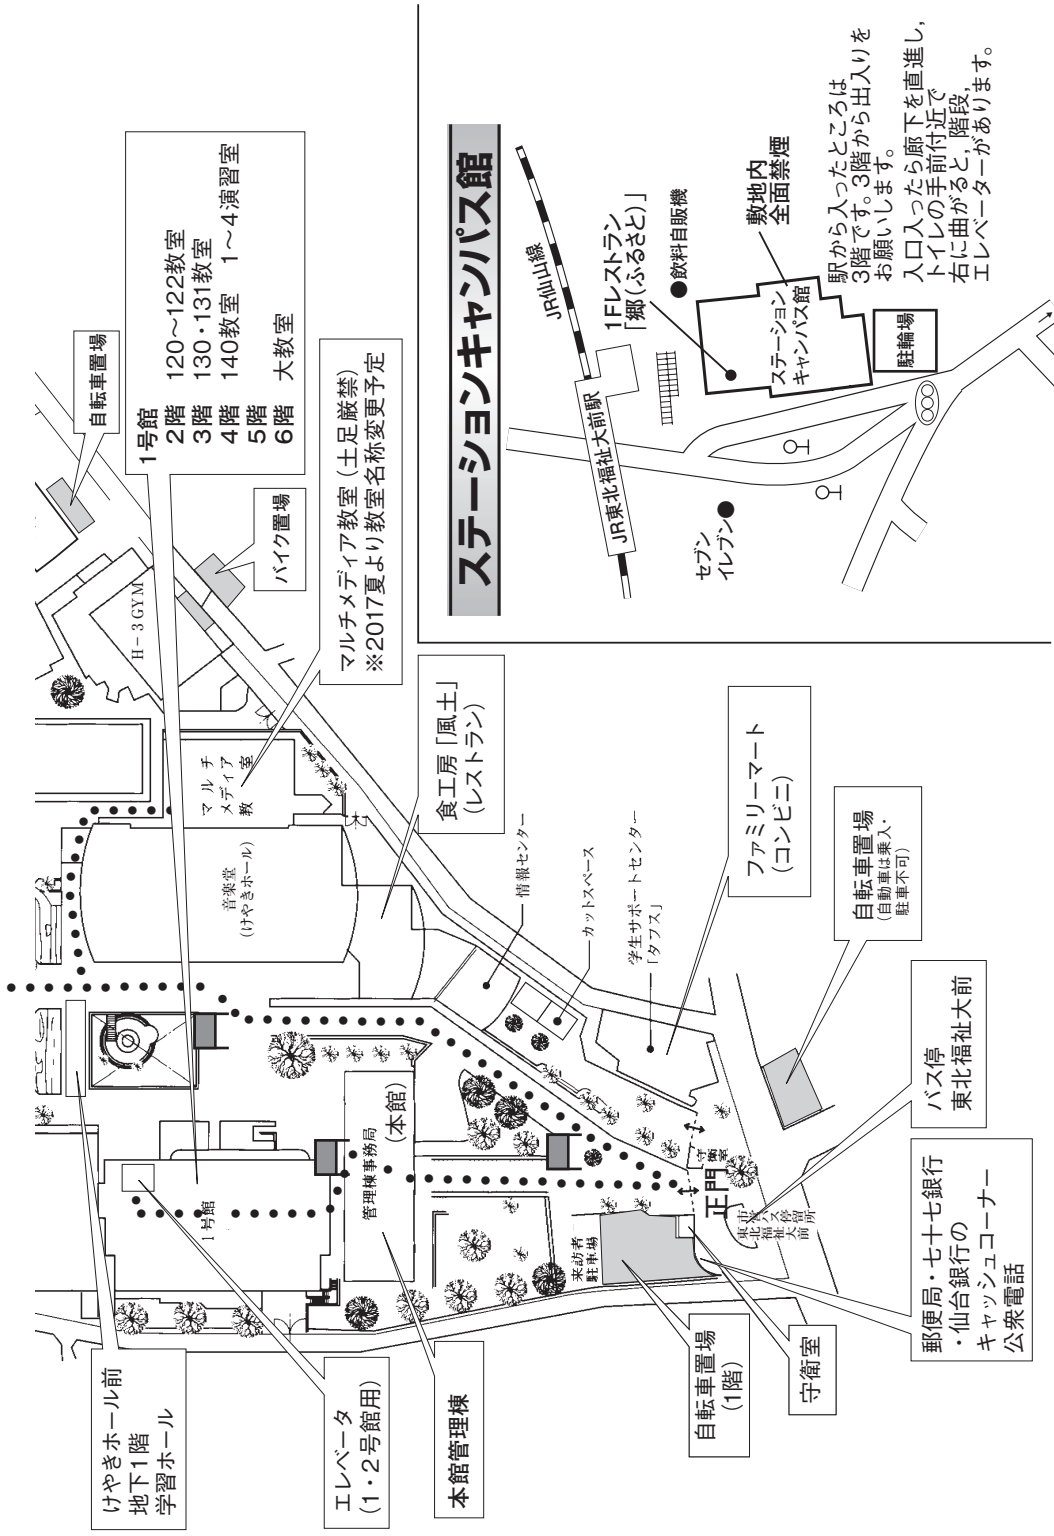 けやきホール前
地下1階
学習ホール
エレベータ
(1・2号館用)
本館管理棟
自転車置場
(1階)
守衛室
郵便局・七十七銀行
・仙台銀行の
キャッシュコーナー
公衆電話
バス停
東北福祉大前
自転車置場
(自動車は乗入・
駐車不可)
ファミリーマート
(コンビニ)
食工房「風土」
(レストラン)
マルチメディア教室(土足厳禁)
※2017夏より教室名称変更予定
バイク置場
自転車置場
1号館
2階 120~122教室
3階 130・131教室
4階 140教室 1~4演習室
5階
6階 大教室
H-3GYM
マルチ
メディア
教室
音楽堂
(けやきホール)
1号館
管理棟事務局
(本館)
情報センター
カットスペース
学生サポートセンター
「タフス」
来訪者
駐車場
正門
守衛室
市営バス停留所
東北福祉大前
ステーションキャンパス館
JR仙山線
JR東北福祉大前駅
1Fレストラン
「郷(ふるさと)」
飲料自販機
セブン
イレブン
ステーション
キャンパス館
敷地内
全面禁煙
駐輪場
駅から入ったところは
3階です。3階から出入りを
お願いします。
入口入ったら廊下を直進し,
トイレの手前付近で
右に曲がると,階段,
エレベーターがあります。